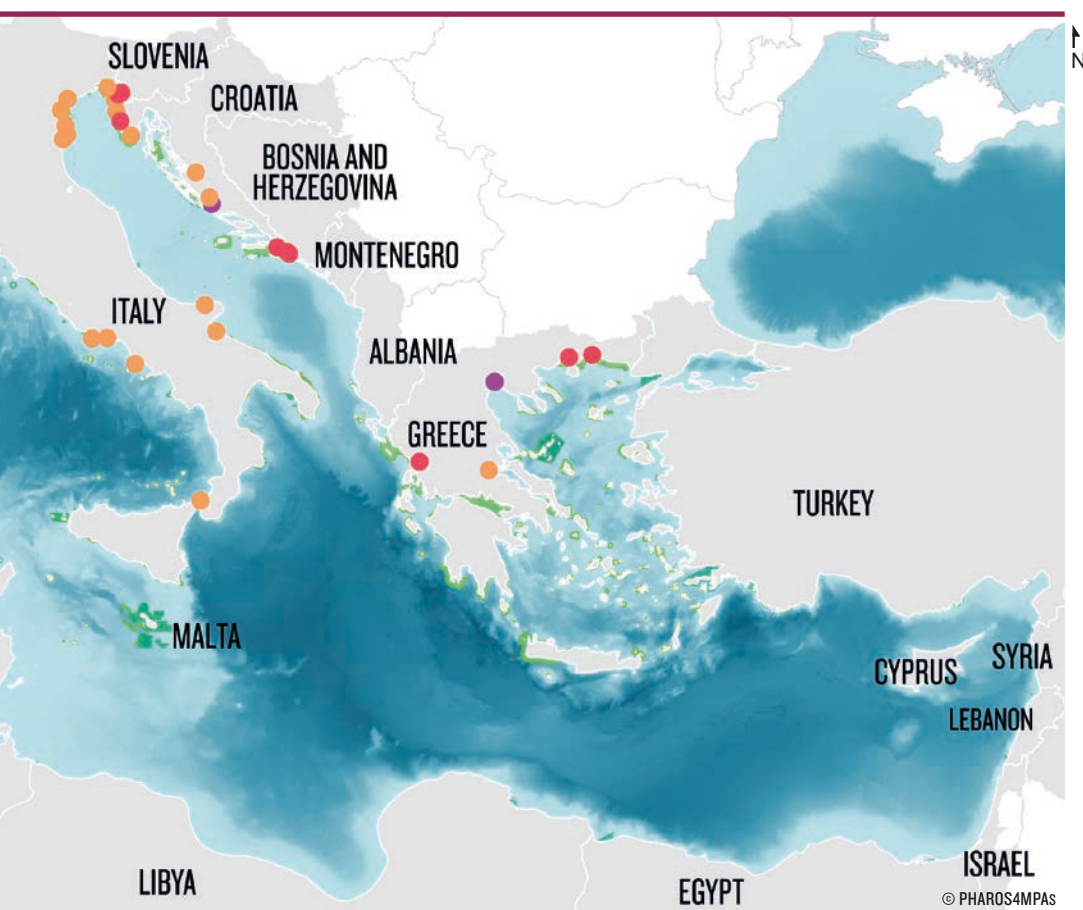 N
SLOVENIA
CROATIA
BOSNIA AND
HERZEGOVINA
MONTENEGRO
ITALY
ALBANIA
GREECE
TURKEY
MALTA
CYPRUS
SYRIA
LEBANON
LIBYA
EGYPT
ISRAEL
© PHAROS4MPAs